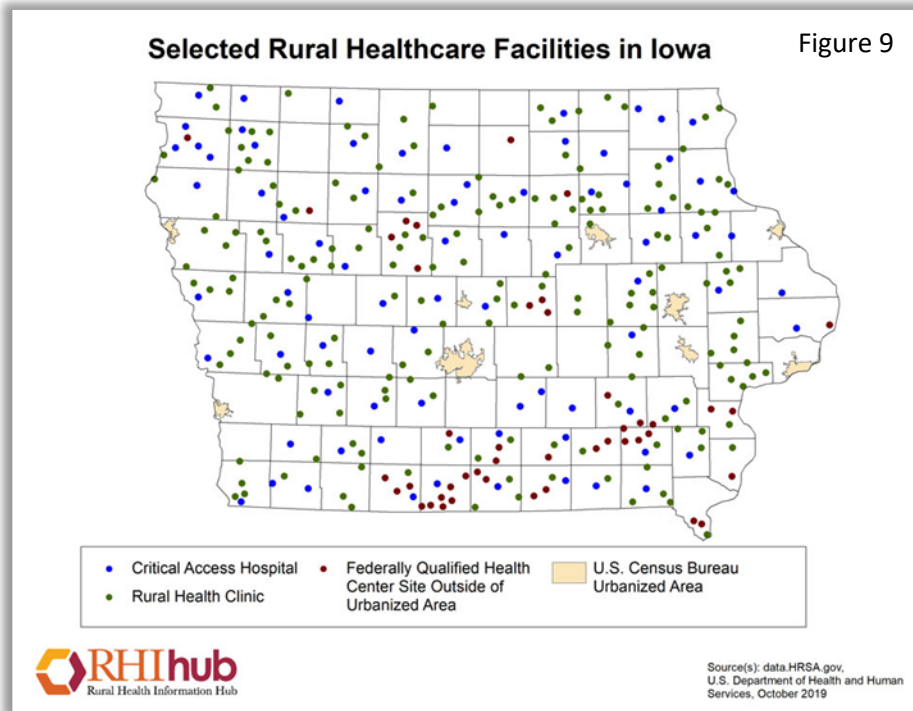 Selected Rural Healthcare Facilities in Iowa
Figure 9
Critical Access Hospital
Rural Health Clinic
Federally Qualified Health
Center Site Outside of
Urbanized Area
U.S. Census Bureau
Urbanized Area
RHIhub
Rural Health Information Hub
Source(s): data.HRSA.gov,
U.S. Department of Health and Human
Services, October 2019